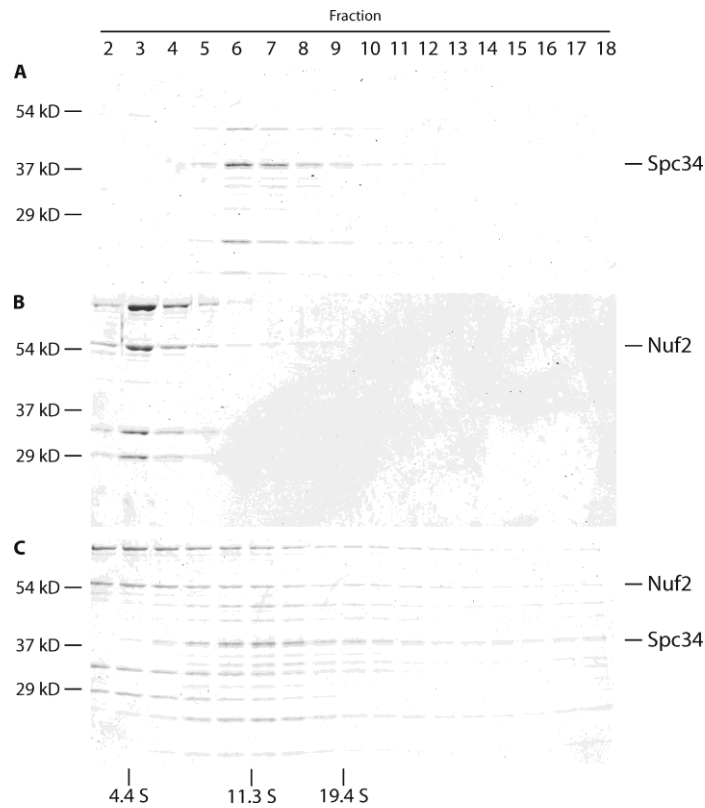 Fraction
2 3 4 5 6 7 8 9 10 11 12 13 14 15 16 17 18
A
54 kD
37 kD
Spc34
29 kD
B
54 kD
Nuf2
37 kD
29 kD
C
54 kD
Nuf2
37 kD
Spc34
29 kD
4.4 S 11.3 S 19.4 S